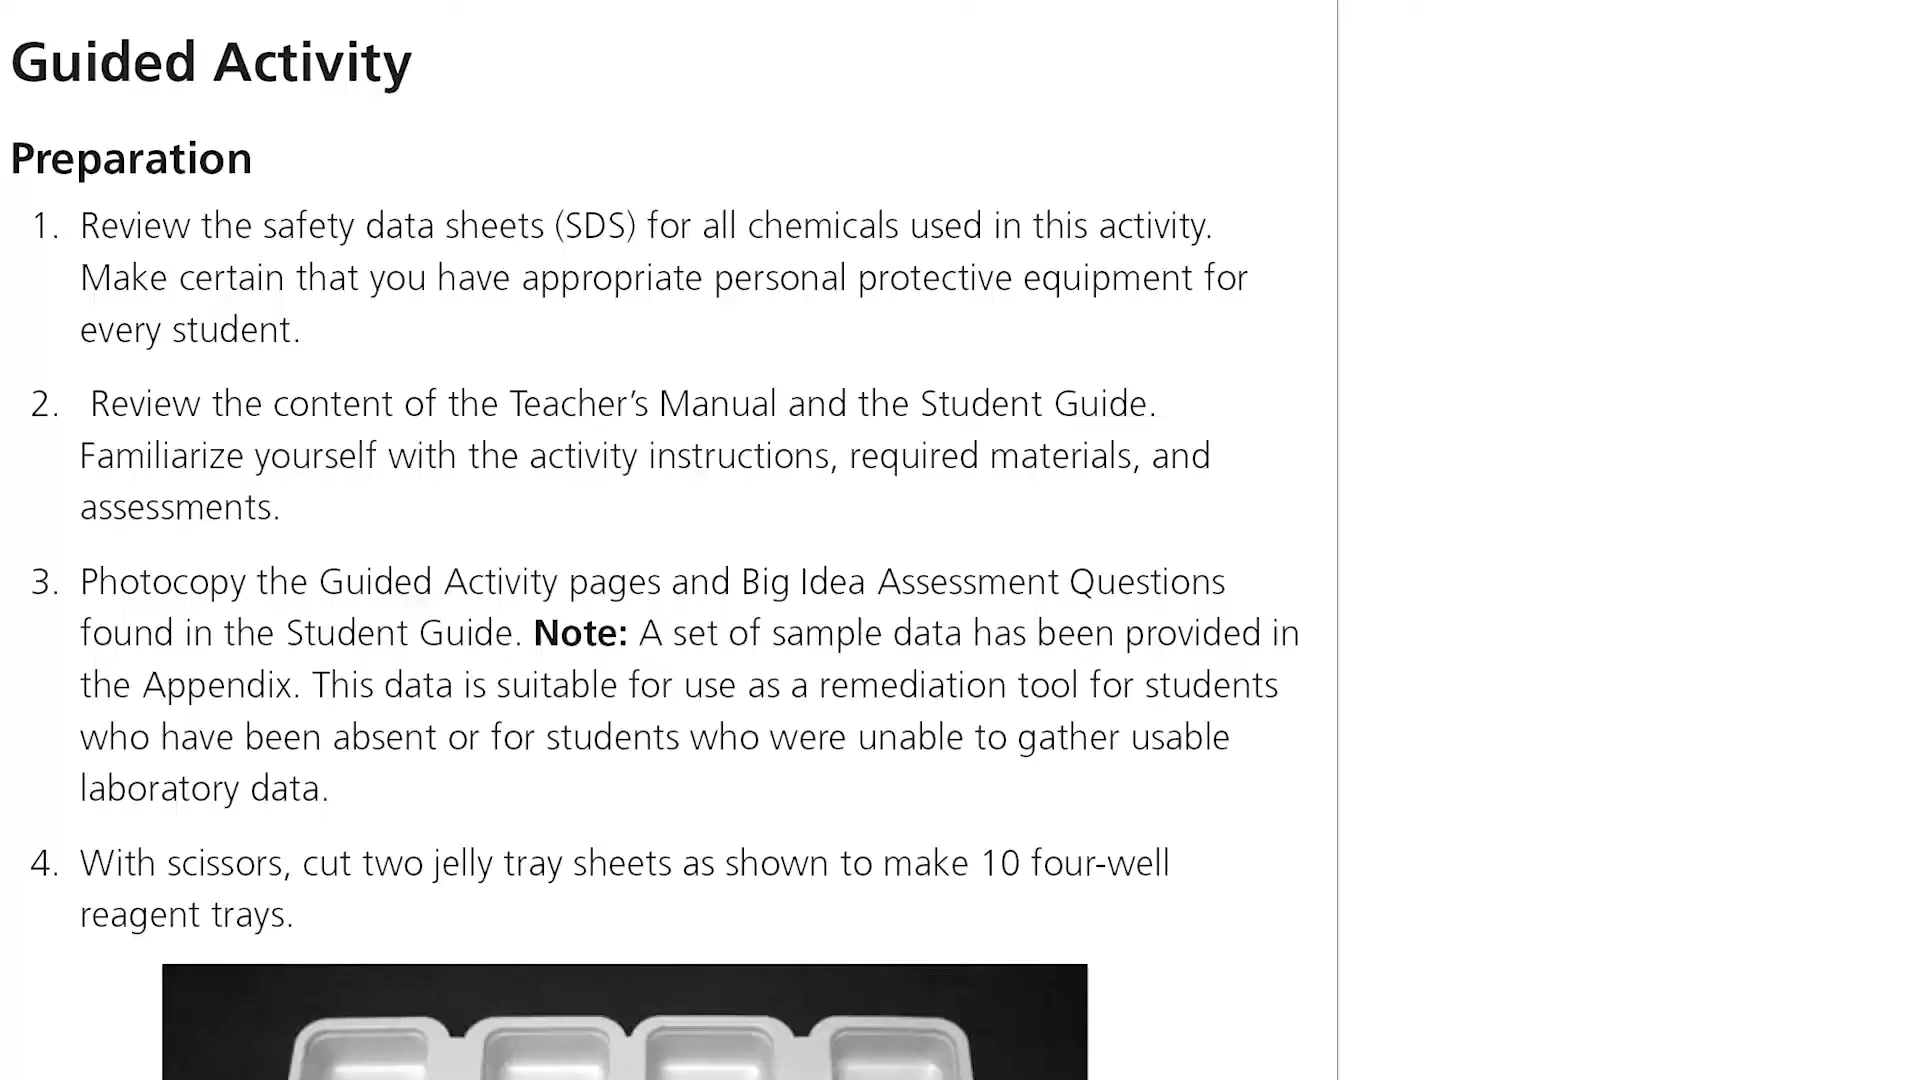 Guided Activity
Preparation
1. Review the safety data sheets (SDS) for all chemicals used in this activity.
Make certain that you have appropriate personal protective equipment for
every student.
2. Review the content of the Teacher’s Manual and the Student Guide.
Familiarize yourself with the activity instructions, required materials, and
assessments.
3. Photocopy the Guided Activity pages and Big Idea Assessment Questions
found in the Student Guide. Note: A set of sample data has been provided in
the Appendix. This data is suitable for use as a remediation tool for students
who have been absent or for students who were unable to gather usable
laboratory data.
4. With scissors, cut two jelly tray sheets as shown to make 10 four-well
reagent trays.